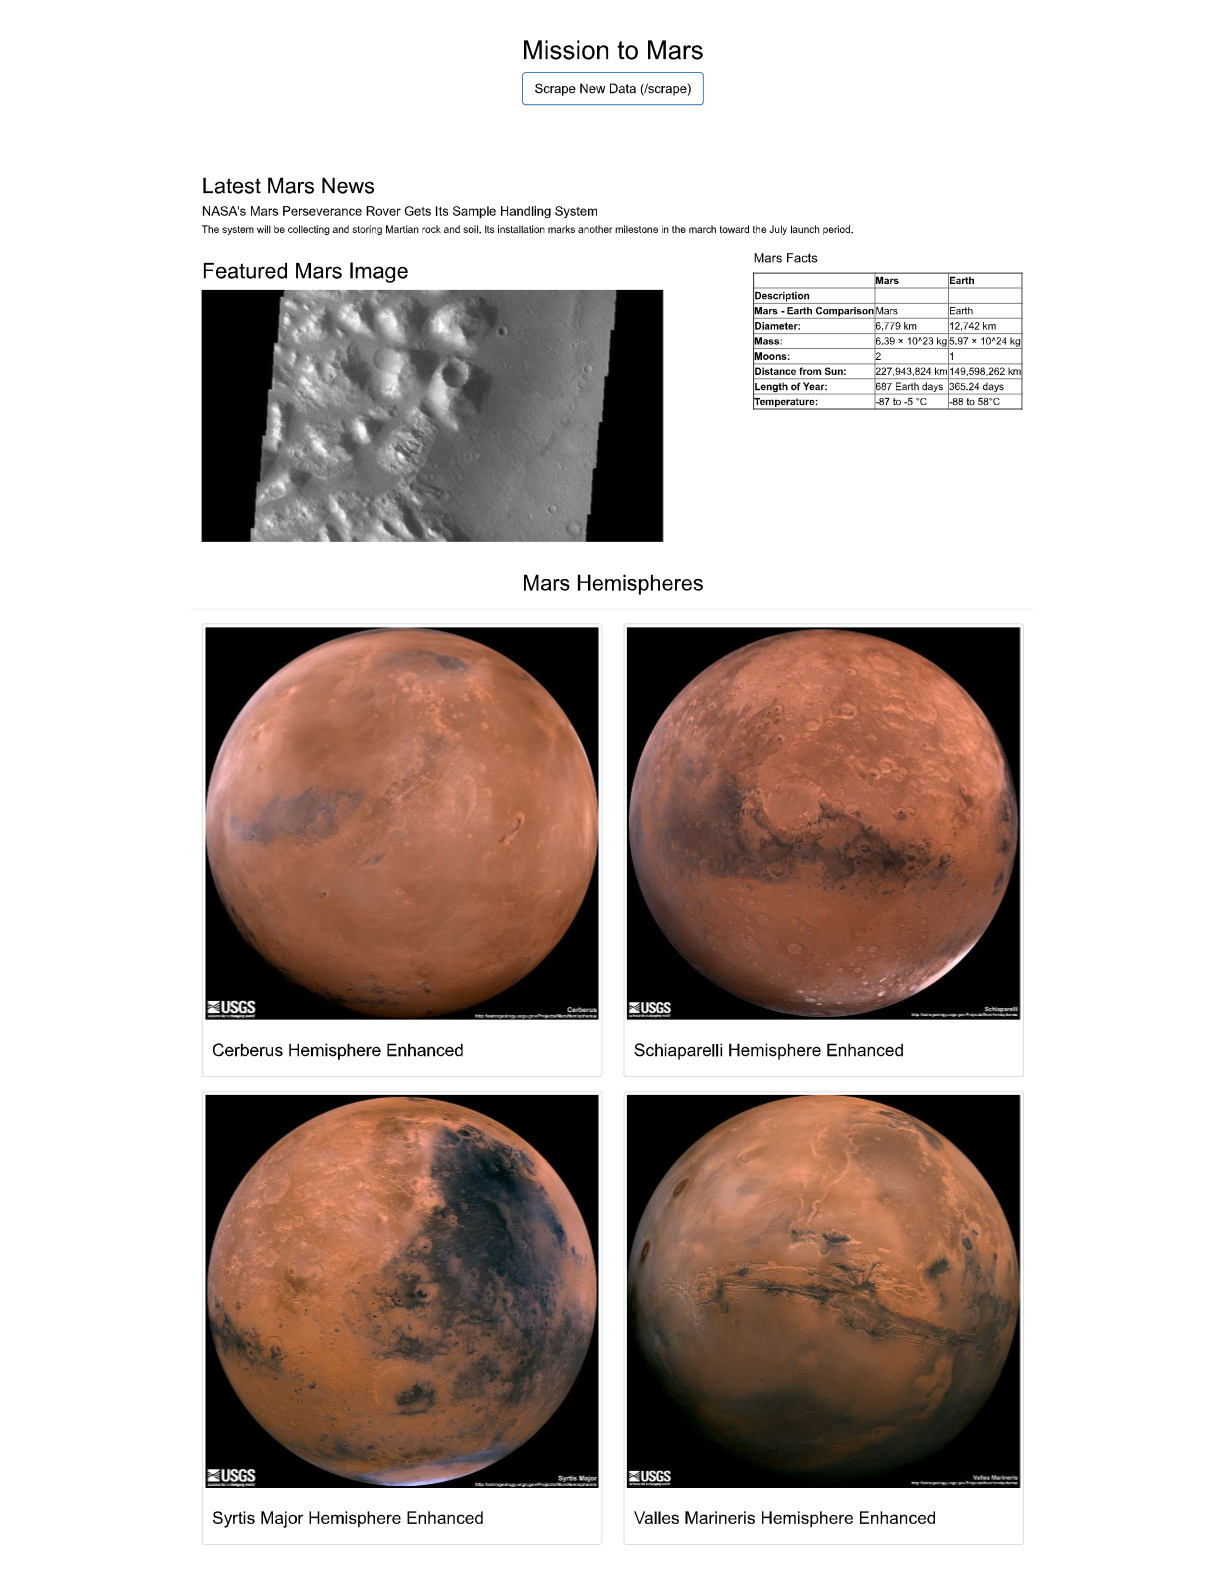 Mission to Mars
Scrape New Data (/scrape)
Latest Mars News
NASA's Mars Perseverance Rover Gets Its Sample Handling System
The system will be collecting and storing Martian rock and soil. Its installation marks another milestone in the march toward the July launch period.
Featured Mars Image
Mars Facts
Mars Earth
Description
Mars - Earth Comparison Mars Earth
Diameter: 6,779 km 12,742 km
Mass: 6.39 × 10^23 kg 5.97 × 10^24 kg
Moons: 2 1
Distance from Sun: 227,943,824 km 149,598,262 km
Length of Year: 687 Earth days 365.24 days
Temperature: -87 to -5 °C -88 to 58°C
Mars Hemispheres
USGS
Cerberus
Cerberus Hemisphere Enhanced
USGS
Schiaparelli
Schiaparelli Hemisphere Enhanced
USGS
Syrtis Major
Syrtis Major Hemisphere Enhanced
USGS
Valles Marineris
Valles Marineris Hemisphere Enhanced